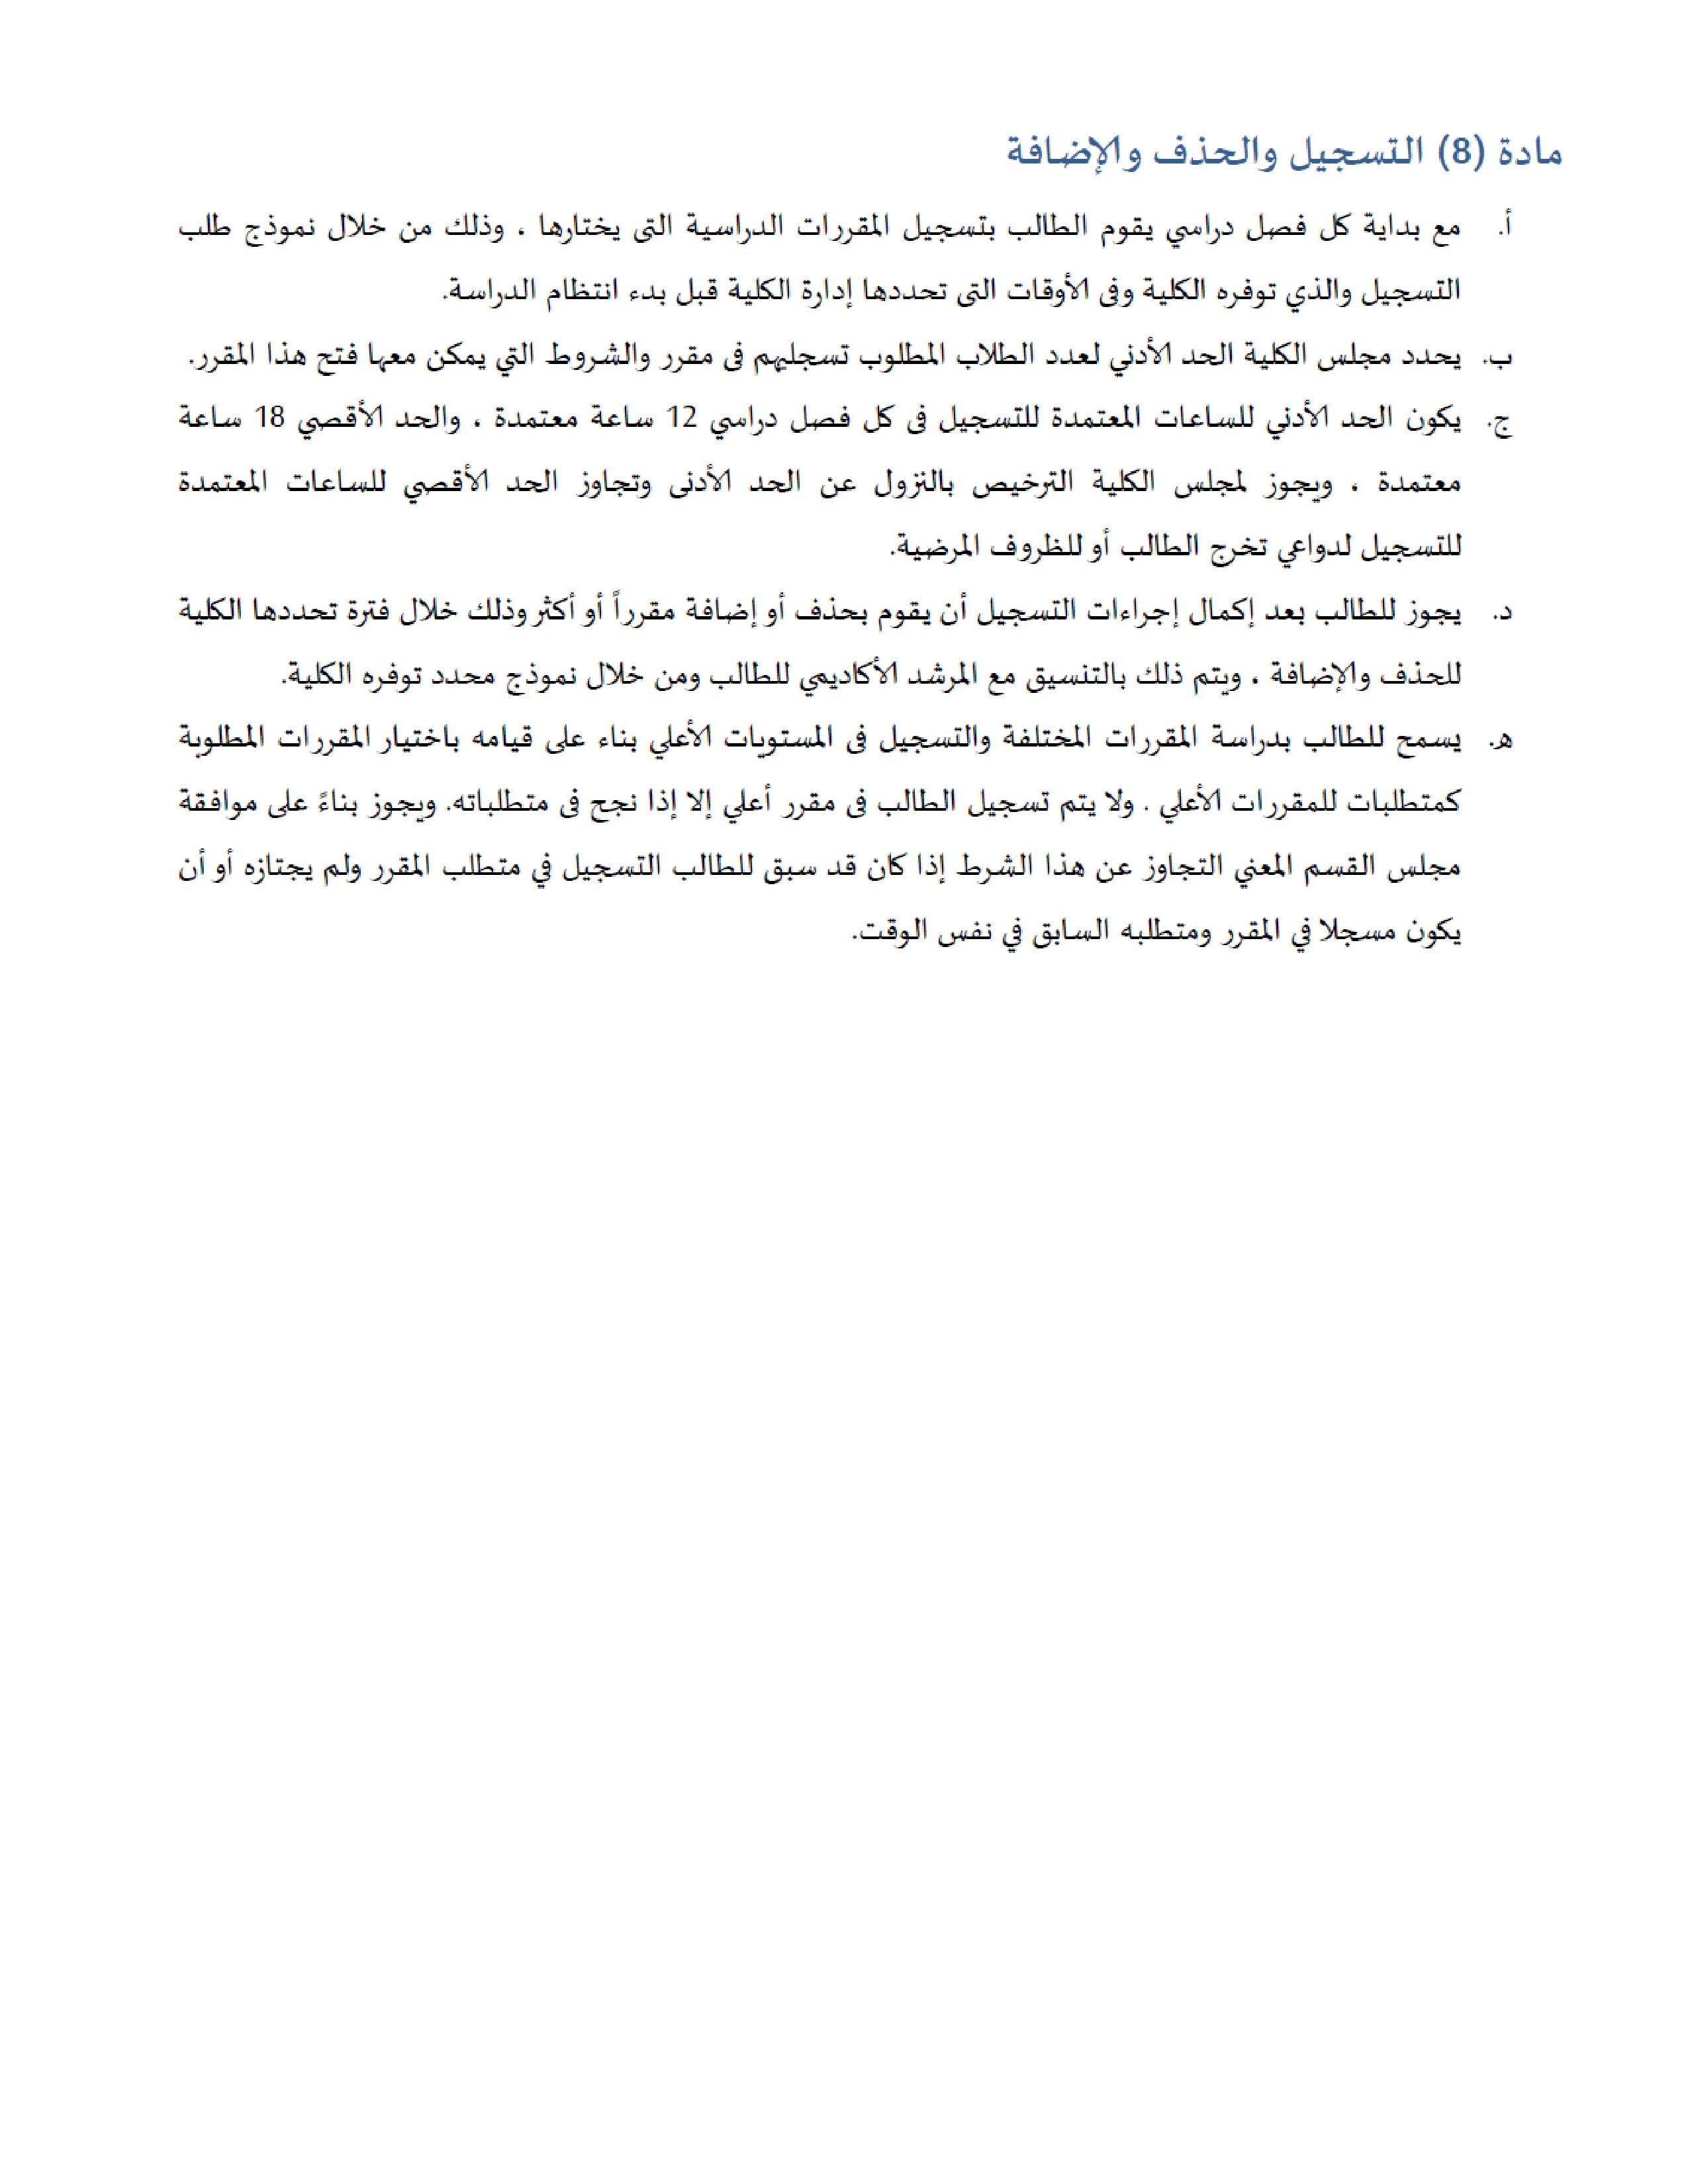 مادة (8) التسجيل والحذف والإضافة
أ. مع بداية كل فصل دراسي يقوم الطالب بتسجيل المقررات الدراسية التى يختارها ، وذلك من خلال نموذج طلب
التسجيل والذي توفره الكلية وفى الأوقات التى تحددها إدارة الكلية قبل بدء انتظام الدراسة.
ب. يحدد مجلس الكلية الحد الأدني لعدد الطلاب المطلوب تسجليهم فى مقرر والشروط التي يمكن معها فتح هذا المقرر.
ج. يكون الحد الأدني للساعات المعتمدة للتسجيل فى كل فصل دراسي 12 ساعة معتمدة ، والحد الأقصي 18 ساعة
معتمدة ، ويجوز لمجلس الكلية الترخيص بالنزول عن الحد الأدنى وتجاوز الحد الأقصي للساعات المعتمدة
للتسجيل لدواعي تخرج الطالب أو للظروف المرضية.
د. يجوز للطالب بعد إكمال إجراءات التسجيل أن يقوم بحذف أو إضافة مقرراً أو أكثر وذلك خلال فترة تحددها الكلية
للحذف والإضافة ، ويتم ذلك بالتنسيق مع المرشد الأكاديمي للطالب ومن خلال نموذج محدد توفره الكلية.
ه. يسمح للطالب بدراسة المقررات المختلفة والتسجيل فى المستويات الأعلي بناء على قيامه باختيار المقررات المطلوبة
كمتطلبات للمقررات الأعلي . ولا يتم تسجيل الطالب فى مقرر أعلي إلا إذا نجح فى متطلباته. ويجوز بناءً على موافقة
مجلس القسم المعني التجاوز عن هذا الشرط إذا كان قد سبق للطالب التسجيل في متطلب المقرر ولم يجتازه أو أن
يكون مسجلا في المقرر ومتطلبه السابق في نفس الوقت.